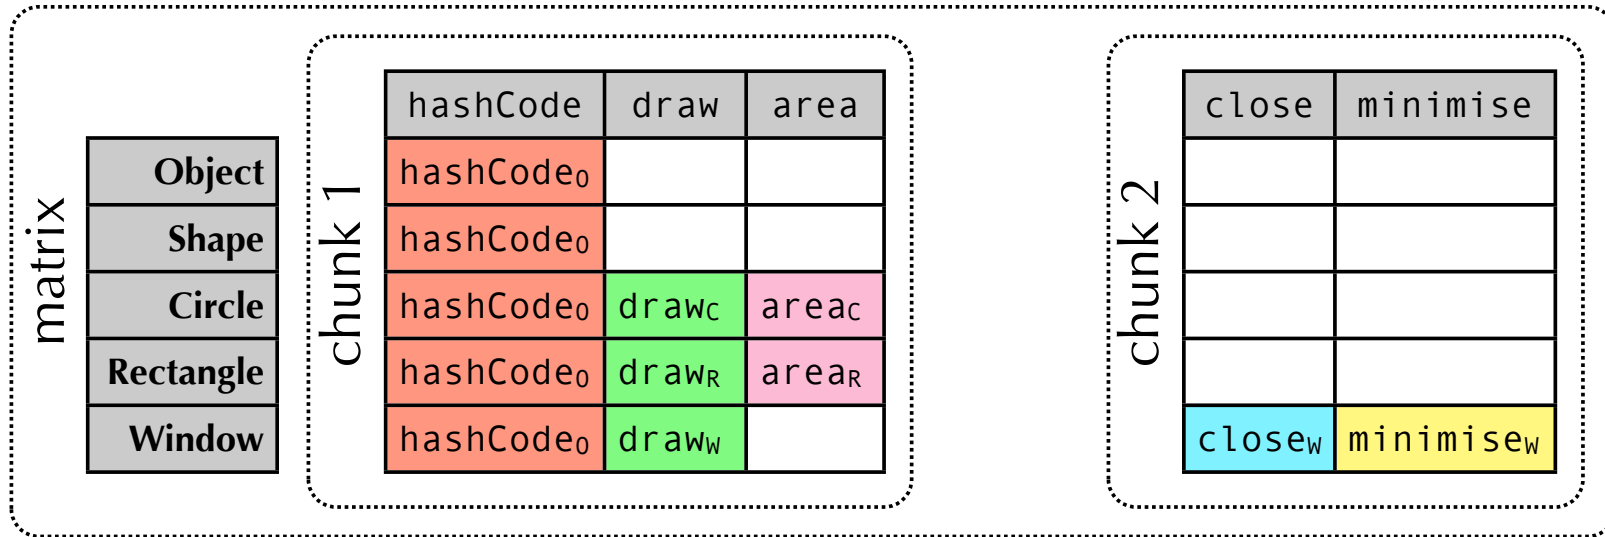 matrix
Object
Shape
Circle
Rectangle
Window
chunk 1
hashCode draw area
hashCodeO
hashCodeO
hashCodeO drawC areaC
hashCodeO drawR areaR
hashCodeO drawW
chunk 2
close minimise
closeW minimiseW